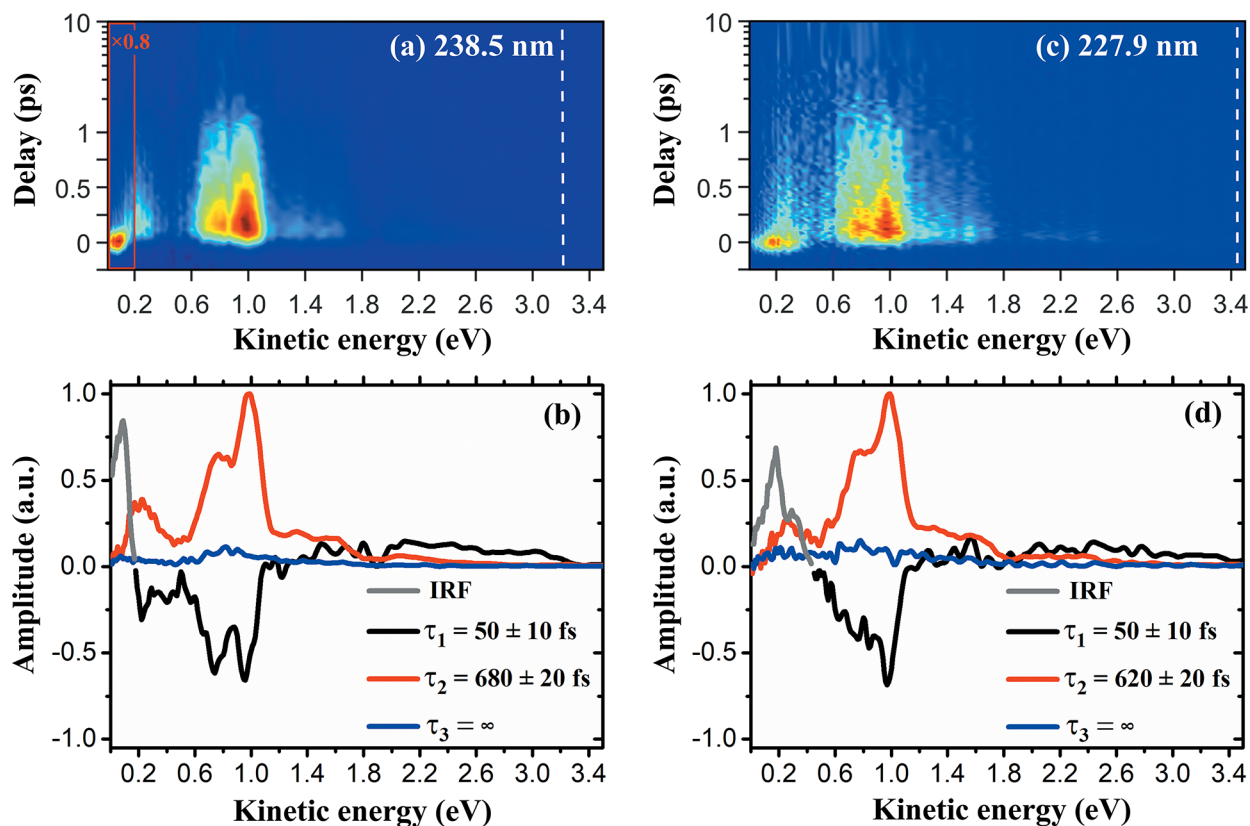 (a) 238.5 nm
×0.8
Delay (ps)
10
1
0.5
0
0.2 0.6 1.0 1.4 1.8 2.2 2.6 3.0 3.4
Kinetic energy (eV)
(c) 227.9 nm
Delay (ps)
10
1
0.5
0
0.2 0.6 1.0 1.4 1.8 2.2 2.6 3.0 3.4
Kinetic energy (eV)
(b)
Amplitude (a.u.)
1.0
0.5
0.0
-0.5
-1.0
IRF
τ1 = 50 ± 10 fs
τ2 = 680 ± 20 fs
τ3 = ∞
0.2 0.6 1.0 1.4 1.8 2.2 2.6 3.0 3.4
Kinetic energy (eV)
(d)
Amplitude (a.u.)
1.0
0.5
0.0
-0.5
-1.0
IRF
τ1 = 50 ± 10 fs
τ2 = 620 ± 20 fs
τ3 = ∞
0.2 0.6 1.0 1.4 1.8 2.2 2.6 3.0 3.4
Kinetic energy (eV)